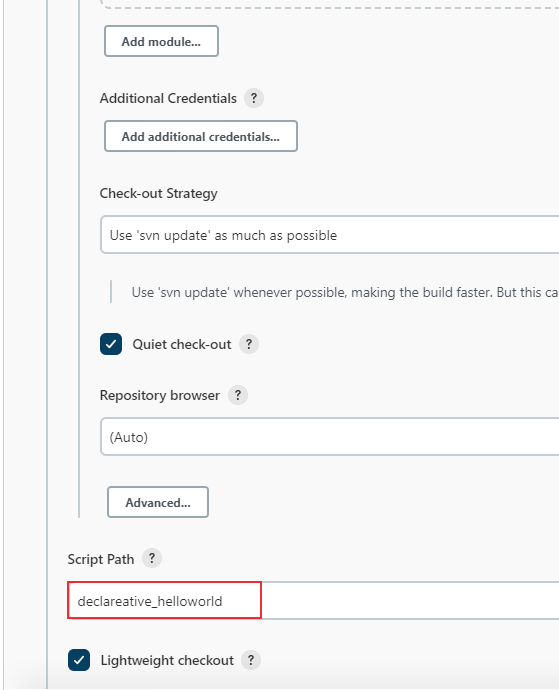 Add module...
Additional Credentials ?
Add additional credentials...
Check-out Strategy
Use 'svn update' as much as possible
Use 'svn update' whenever possible, making the build faster. But this ca
Quiet check-out ?
Repository browser ?
(Auto)
Advanced...
Script Path ?
declareative_helloworld
Lightweight checkout ?